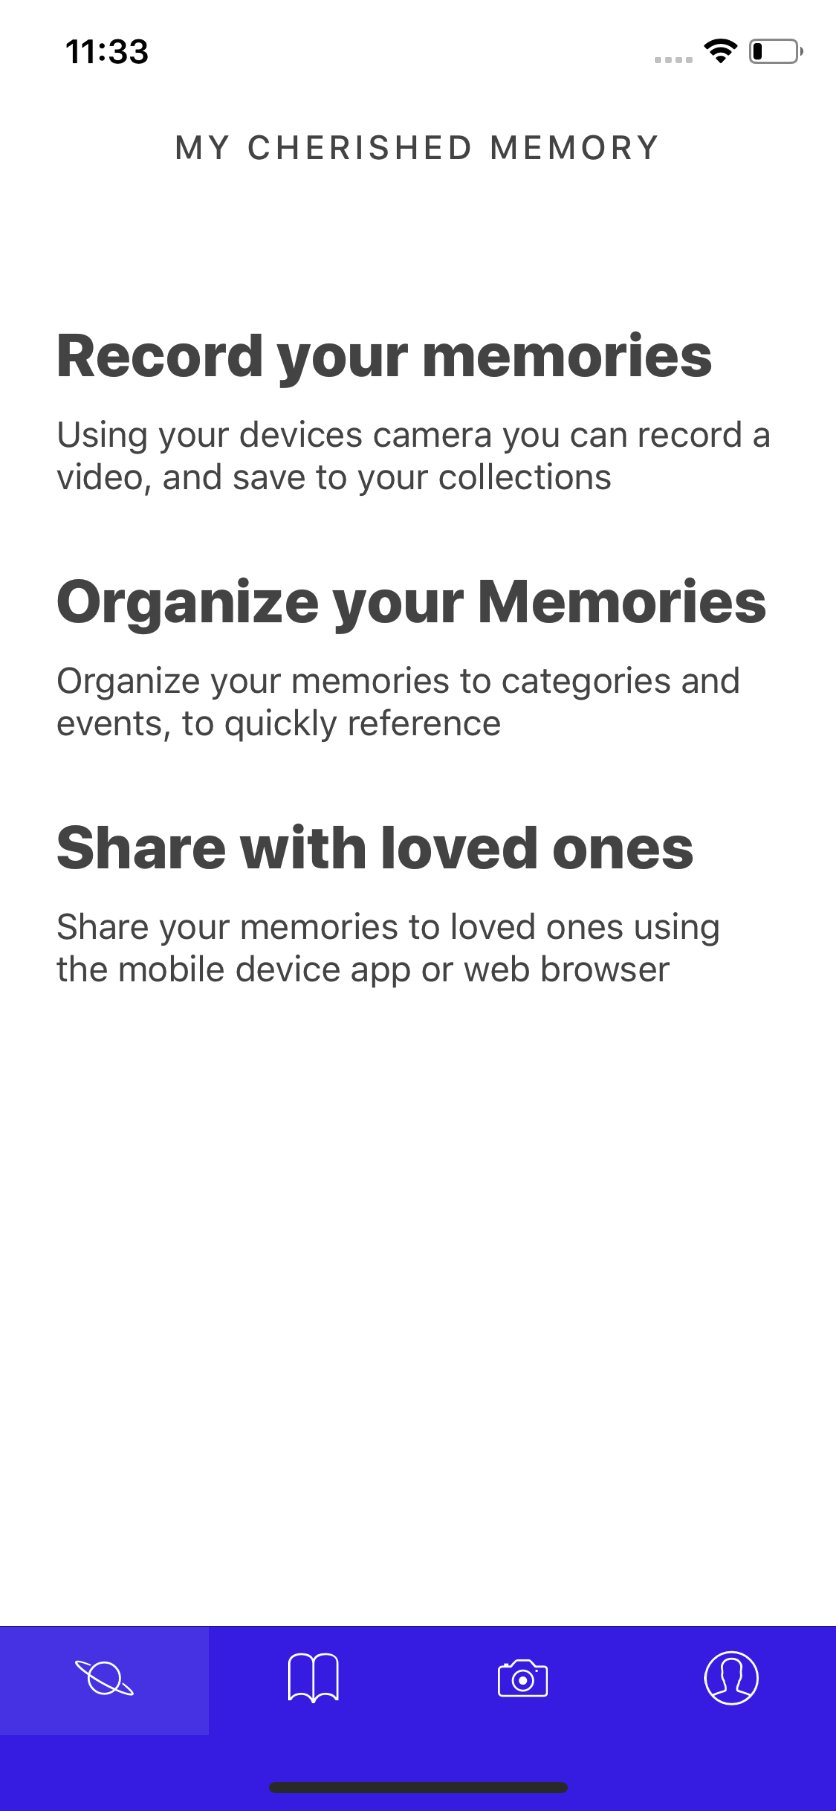 11:33
MY CHERISHED MEMORY
Record your memories
Using your devices camera you can record a
video, and save to your collections
Organize your Memories
Organize your memories to categories and
events, to quickly reference
Share with loved ones
Share your memories to loved ones using
the mobile device app or web browser